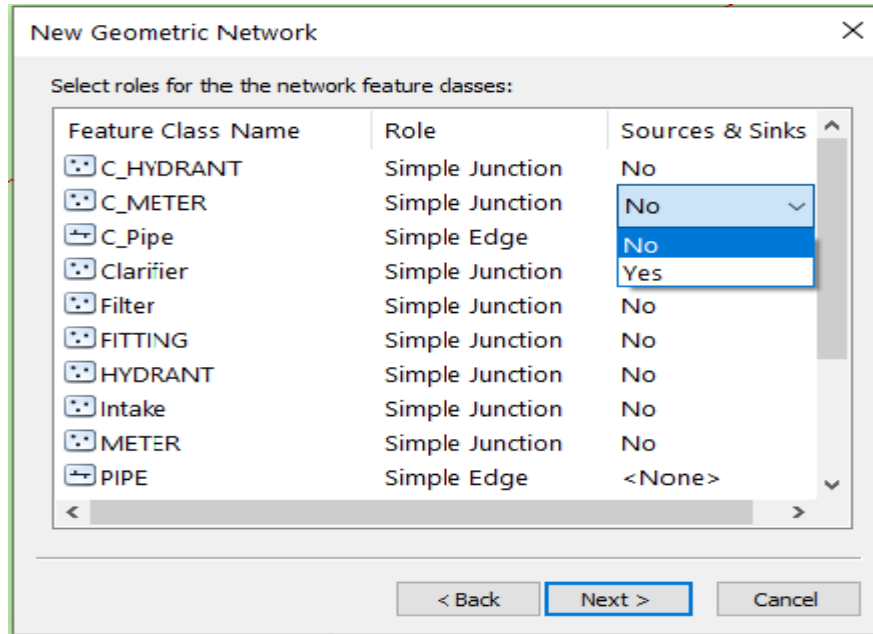 New Geometric Network
Select roles for the the network feature classes:
Feature Class Name Role Sources & Sinks
C_HYDRANT Simple Junction No
C_METER Simple Junction No
C_Pipe Simple Edge No
Clarifier Simple Junction Yes
Filter Simple Junction No
FITTING Simple Junction No
HYDRANT Simple Junction No
Intake Simple Junction No
METER Simple Junction No
PIPE Simple Edge <None>
< Back Next > Cancel